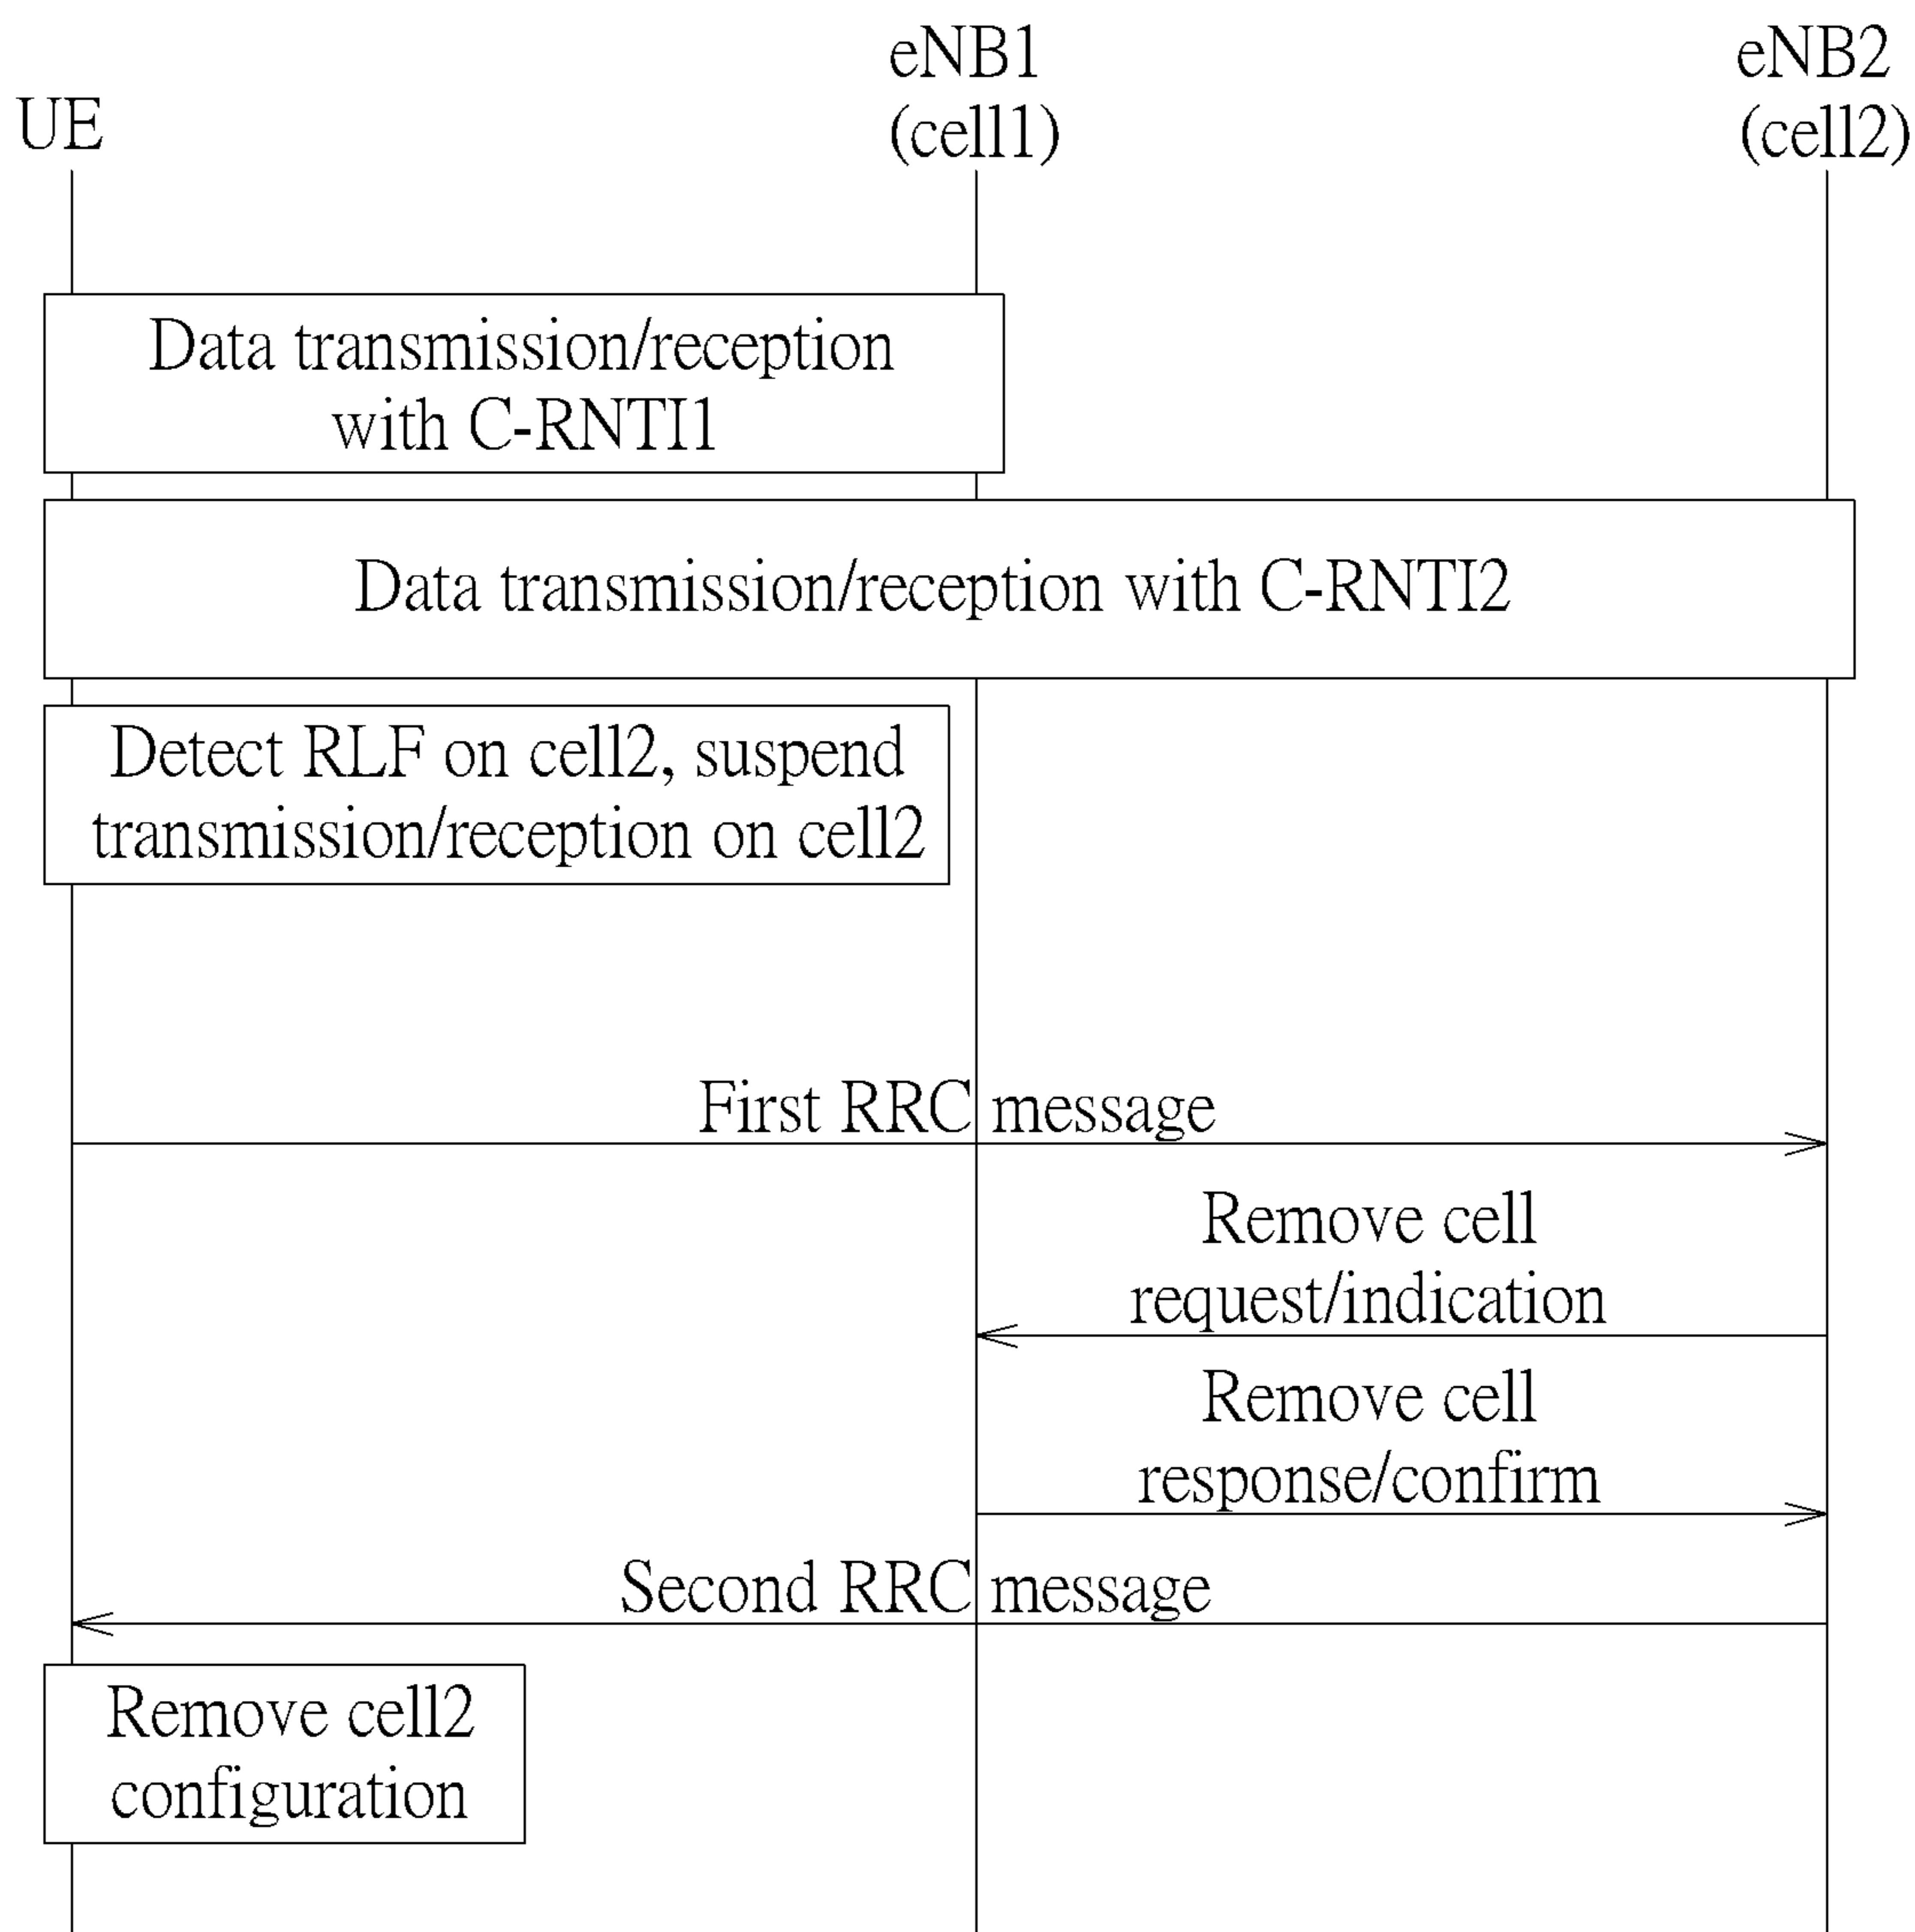 UE
eNB1
(cell1)
eNB2
(cell2)
Data transmission/reception
with C-RNTI1
Data transmission/reception with C-RNTI2
Detect RLF on cell2, suspend
transmission/reception on cell2
First RRC message
Remove cell
request/indication
Remove cell
response/confirm
Second RRC message
Remove cell2
configuration